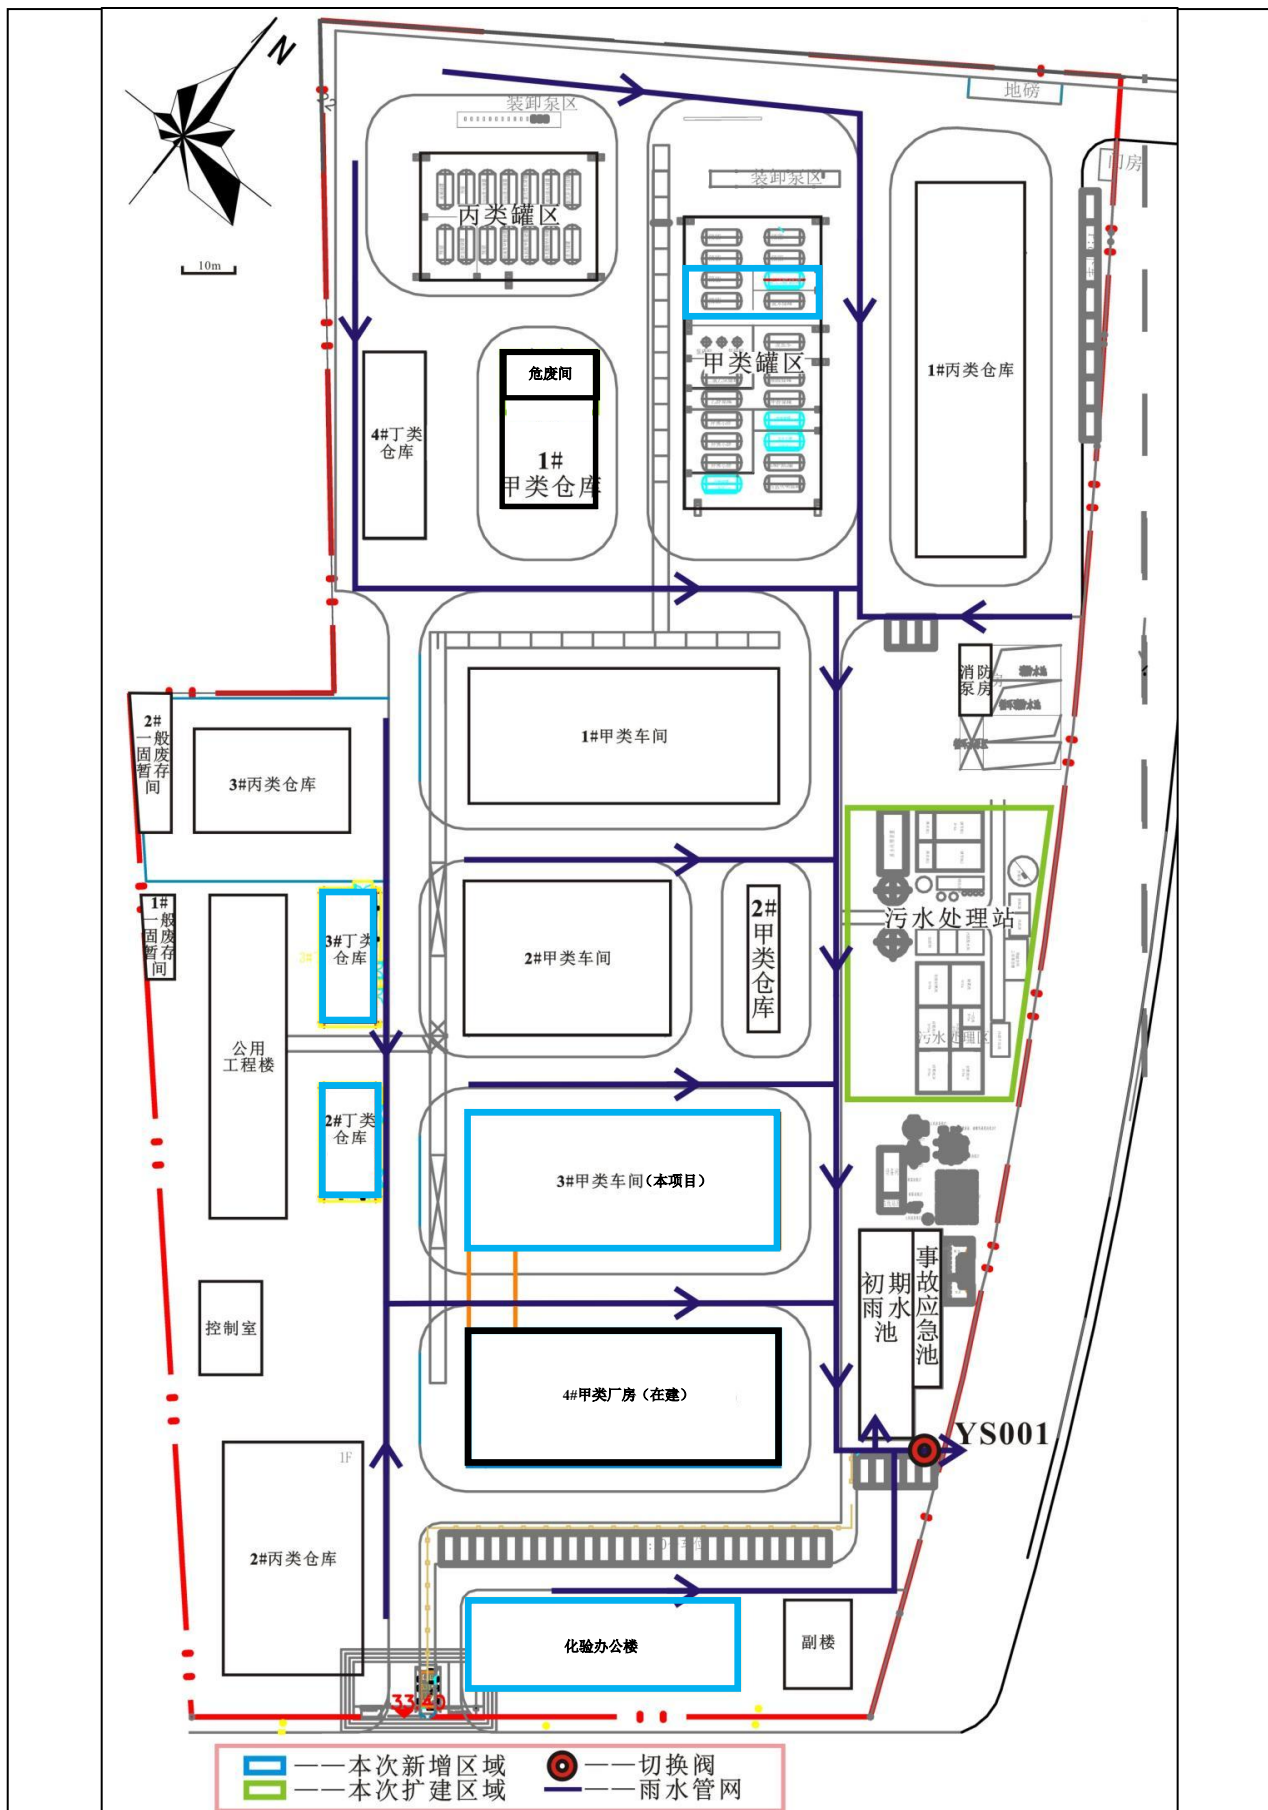 N
10m
地磅
装卸泵区
门房
装卸泵区
丙类罐区
甲类罐区
危废间
1#丙类仓库
4#丁类
仓库
1#
甲类仓库
消防
泵房
1#甲类车间
2#
一般
固废
暂存
间
3#丙类仓库
1#
一般
固废
暂存
间
3#丁类
仓库
2#甲类车间
2#
甲
类
仓
库
污水处理站
污水处理区
公用
工程楼
2#丁类
仓库
3#甲类车间(本项目)
初期
雨水
池
事
故
应
急
池
控制室
4#甲类厂房（在建）
YS001
1F
2#丙类仓库
化验办公楼
副楼
33.40
——本次新增区域
——切换阀
——本次扩建区域
——雨水管网